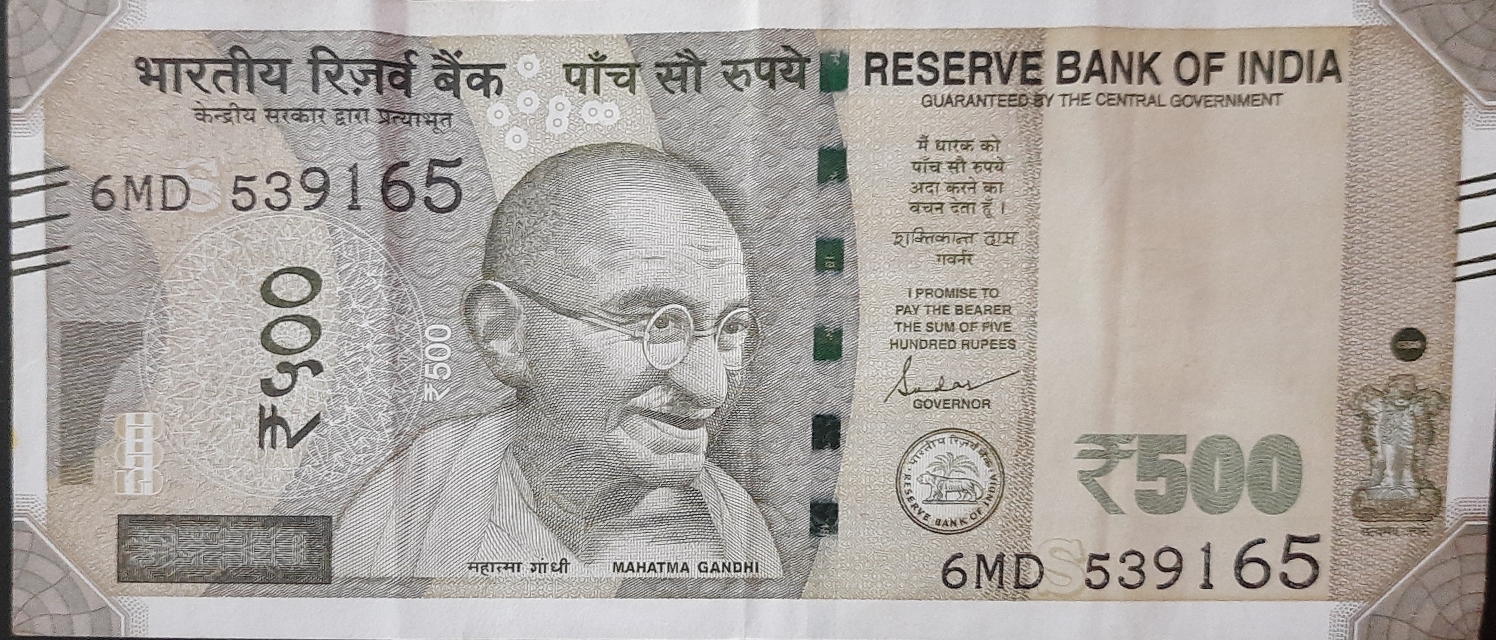 भारतीय रिज़र्व बैंक
केन्द्रीय सरकार द्वारा प्रत्याभूत
पाँच सौ रुपये
RESERVE BANK OF INDIA
GUARANTEED BY THE CENTRAL GOVERNMENT
6MD S 539165
₹५००
₹500
मैं धारक को
पाँच सौ रुपये
अदा करने का
वचन देता हूँ ।
शक्तिकान्त दास
गवर्नर
I PROMISE TO
PAY THE BEARER
THE SUM OF FIVE
HUNDRED RUPEES
GOVERNOR
भारतीय रिज़र्व बैंक
RESERVE BANK OF INDIA
₹500
6MD S 539165
महात्मा गांधी
MAHATMA GANDHI